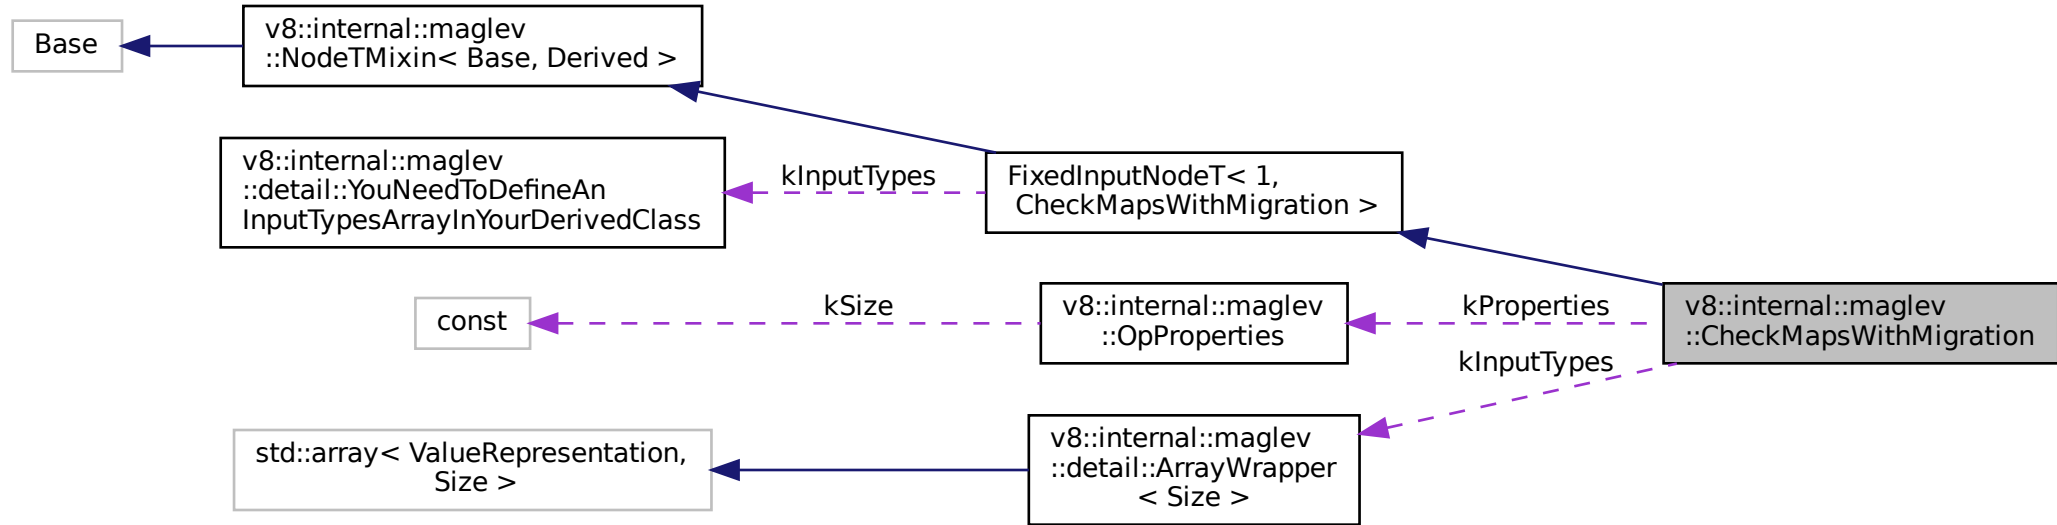 Base
v8::internal::maglev
::NodeTMixin< Base, Derived >
v8::internal::maglev
::detail::YouNeedToDefineAn
InputTypesArrayInYourDerivedClass
kInputTypes
FixedInputNodeT< 1,
CheckMapsWithMigration >
const
kSize
v8::internal::maglev
::OpProperties
kProperties
v8::internal::maglev
::CheckMapsWithMigration
kInputTypes
std::array< ValueRepresentation,
Size >
v8::internal::maglev
::detail::ArrayWrapper
< Size >